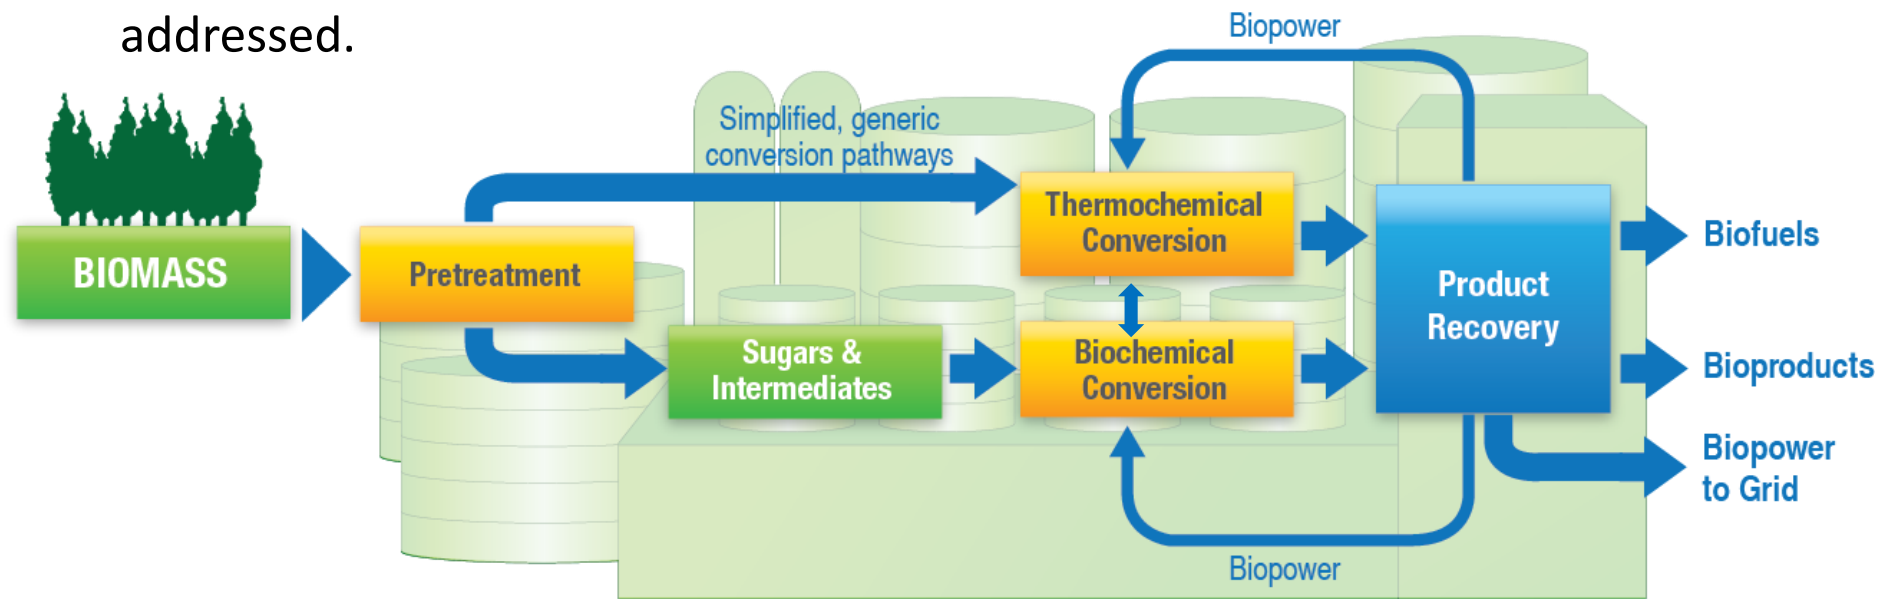 addressed.
Biopower
Simplified, generic
conversion pathways
BIOMASS
Pretreatment
Thermochemical
Conversion
Sugars &
Intermediates
Biochemical
Conversion
Product
Recovery
Biofuels
Bioproducts
Biopower
to Grid
Biopower